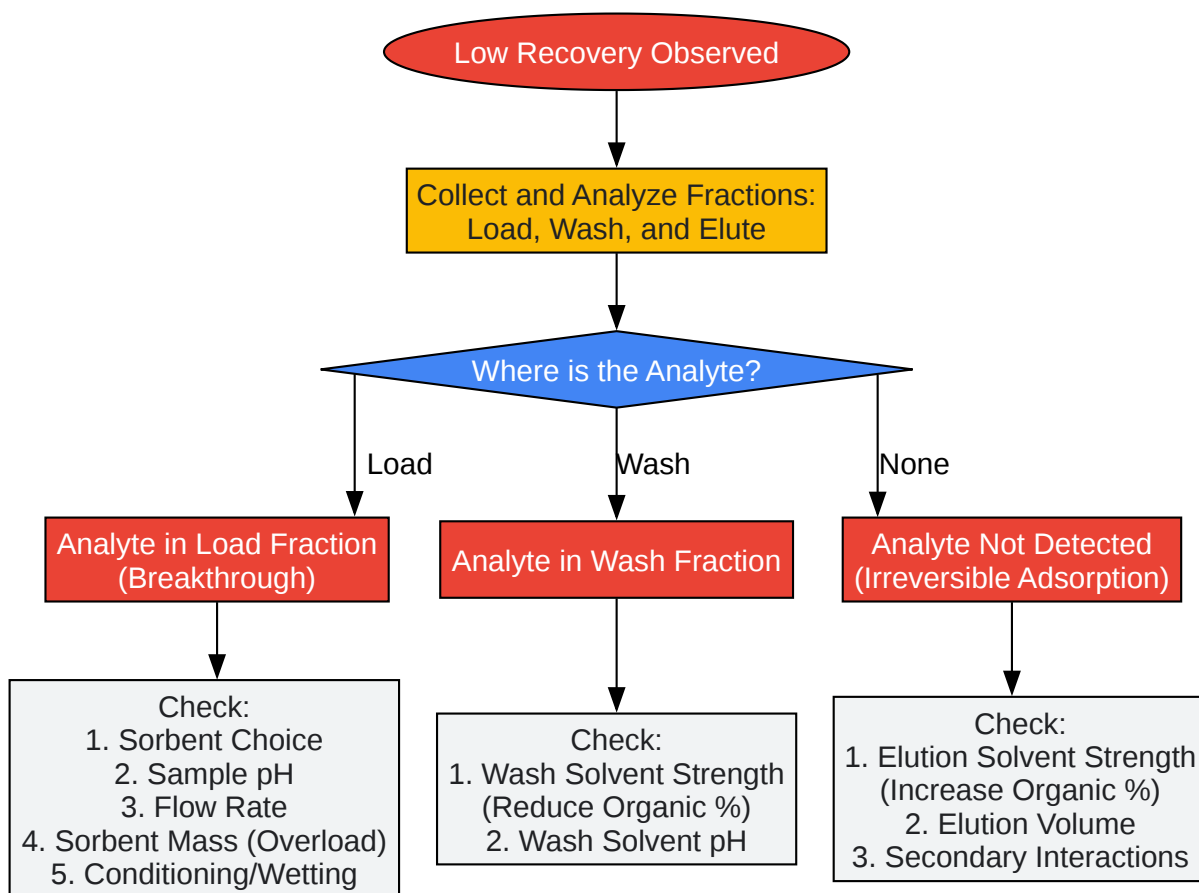 Low Recovery Observed
Collect and Analyze Fractions:
Load, Wash, and Elute
Where is the Analyte?
Load
Wash
None
Analyte in Load Fraction
(Breakthrough)
Analyte in Wash Fraction
Analyte Not Detected
(Irreversible Adsorption)
Check:
1. Sorbent Choice
2. Sample pH
3. Flow Rate
4. Sorbent Mass (Overload)
5. Conditioning/Wetting
Check:
1. Wash Solvent Strength
(Reduce Organic %)
2. Wash Solvent pH
Check:
1. Elution Solvent Strength
(Increase Organic %)
2. Elution Volume
3. Secondary Interactions